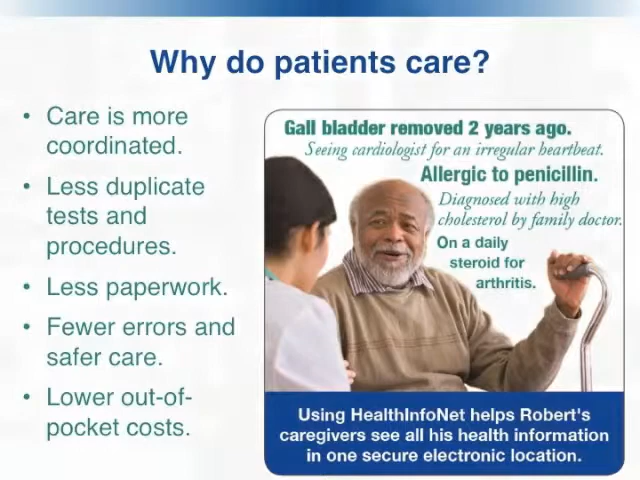 Why do patients care?
• Care is more
coordinated.
• Less duplicate
tests and
procedures.
• Less paperwork.
• Fewer errors and
safer care.
• Lower out-of-
pocket costs.
Gall bladder removed 2 years ago.
Seeing cardiologist for an irregular heartbeat.
Allergic to penicillin.
Diagnosed with high
cholesterol by family doctor.
On a daily
steroid for
arthritis.
Using HealthInfoNet helps Robert's
caregivers see all his health information
in one secure electronic location.